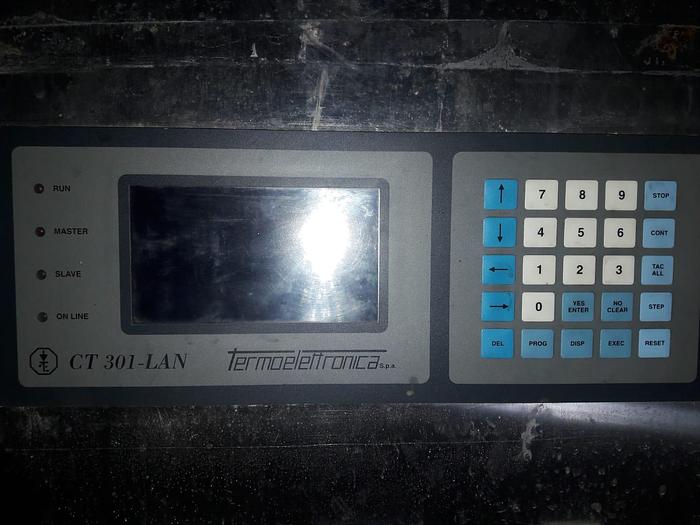 RUN
MASTER
SLAVE
ON LINE
CT 301-LAN
Termoelettronica S.p.a.
↑ 7 8 9 STOP
↓ 4 5 6 CONT
← 1 2 3 TAC ALL
→ 0 YES ENTER NO CLEAR STEP
DEL PROG DISP EXEC RESET